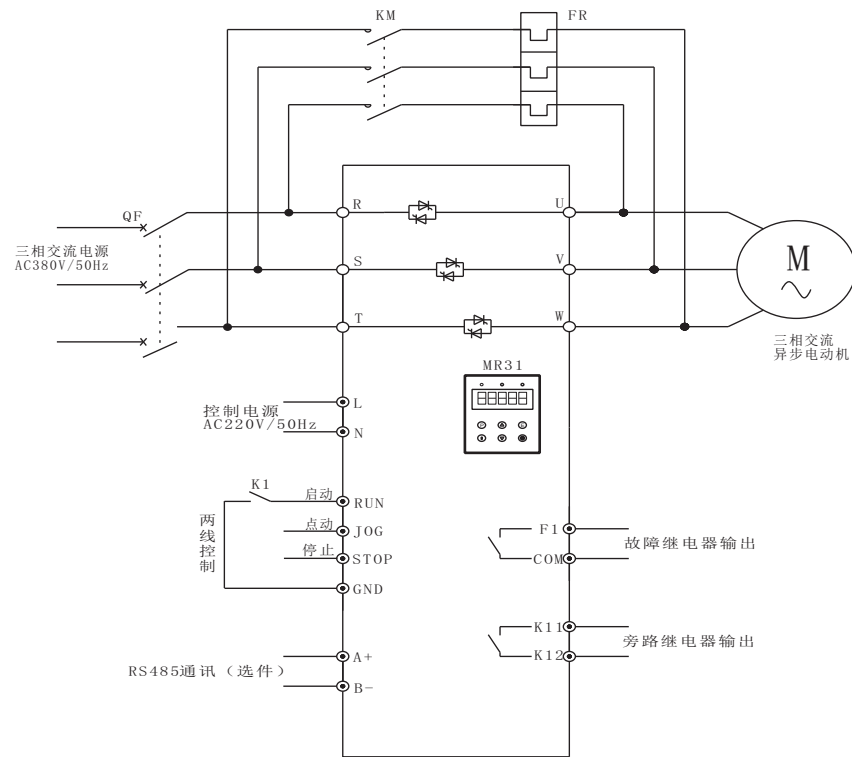 KM
FR
QF
R
U
三相交流电源
AC380V/50Hz
S
V
M
T
W
三相交流
异步电动机
MR31
控制电源
AC220V/50Hz
L
N
K1
启动
RUN
两线控制
点动
JOG
停止
STOP
GND
F1
COM
故障继电器输出
K11
K12
旁路继电器输出
RS485通讯（选件）
A+
B-